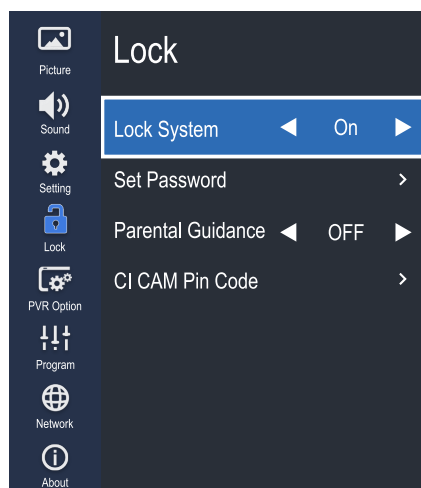 Picture
Sound
Setting
Lock
PVR Option
Program
Network
About
Lock
Lock System On
Set Password
Parental Guidance OFF
CI CAM Pin Code